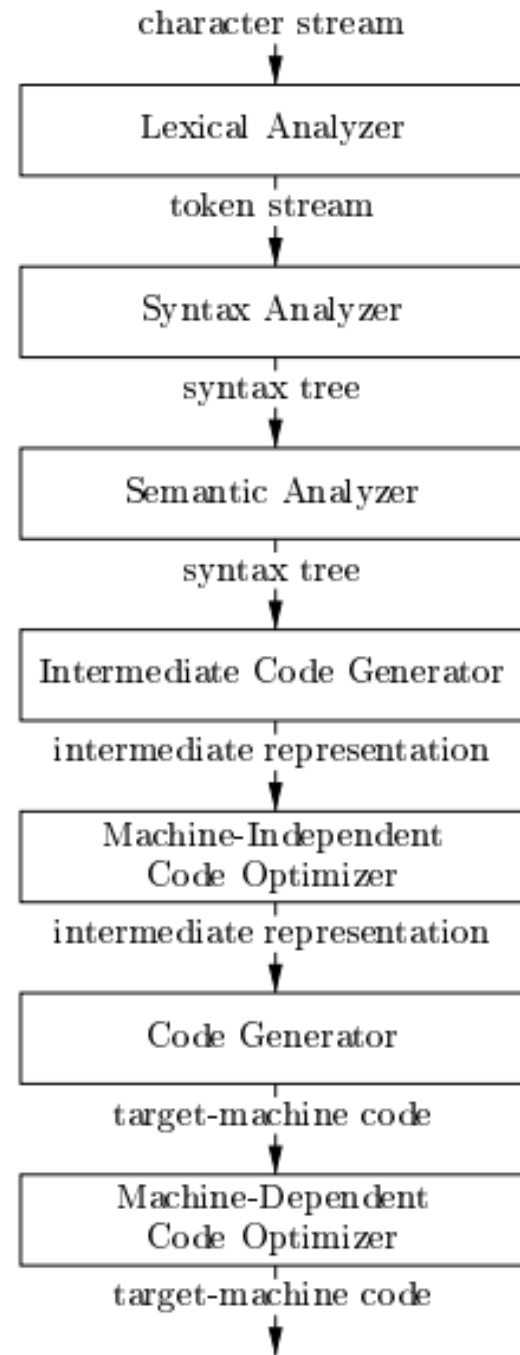 character stream
Lexical Analyzer
token stream
Syntax Analyzer
syntax tree
Semantic Analyzer
syntax tree
Intermediate Code Generator
intermediate representation
Machine-Independent
Code Optimizer
intermediate representation
Code Generator
target-machine code
Machine-Dependent
Code Optimizer
target-machine code